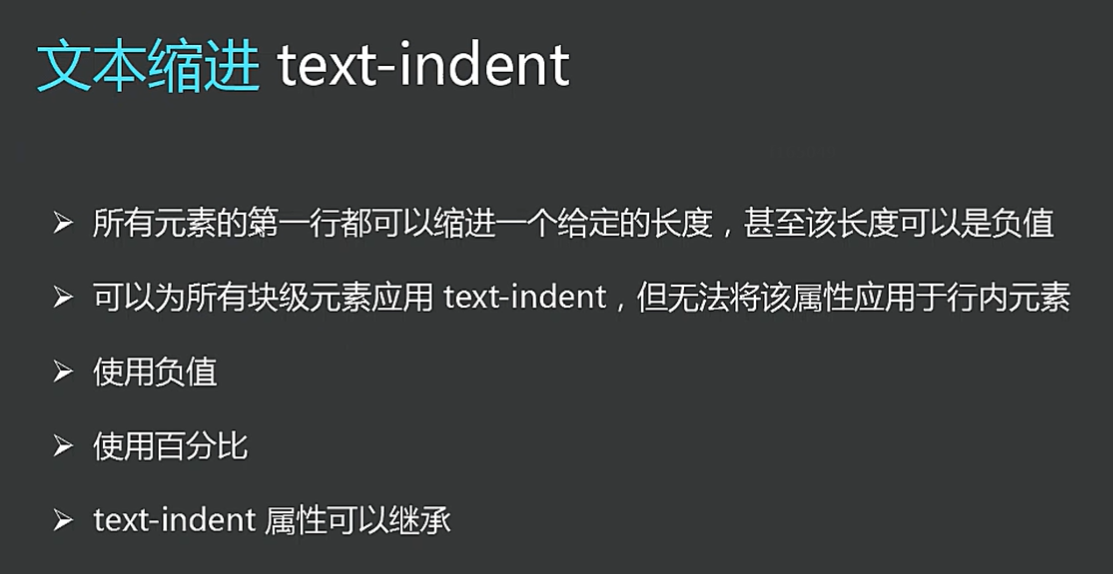 文本缩进 text-indent
➢ 所有元素的第一行都可以缩进一个给定的长度，甚至该长度可以是负值
➢ 可以为所有块级元素应用 text-indent，但无法将该属性应用于行内元素
➢ 使用负值
➢ 使用百分比
➢ text-indent 属性可以继承